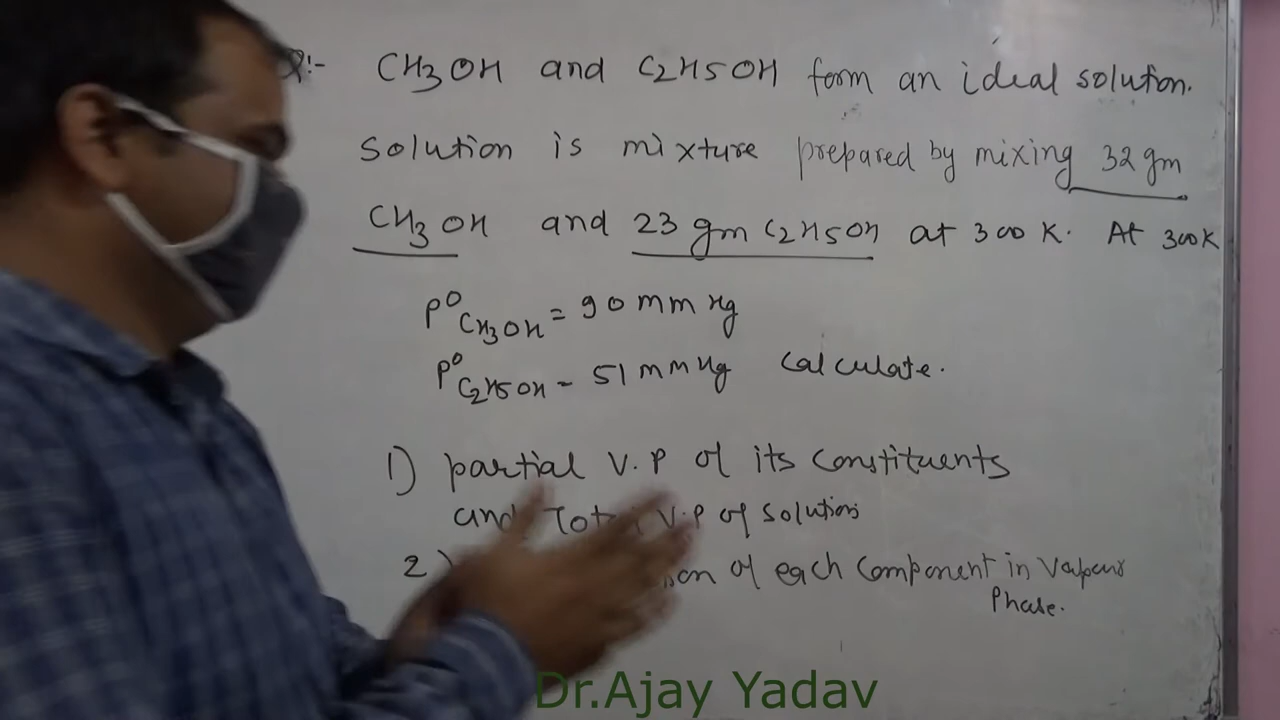 Q:- CH3OH and C2H5OH form an ideal solution.
Solution is mixture prepared by mixing 32 gm
CH3OH and 23 gm C2H5OH at 300 K. At 300K
P° CH3OH = 90 mm Hg
P° C2H5OH = 51 mm Hg Calculate.
1) partial V.P of its constituents
and Total V.P of solution
2) of each component in vapour
Phase.
Dr.Ajay Yadav